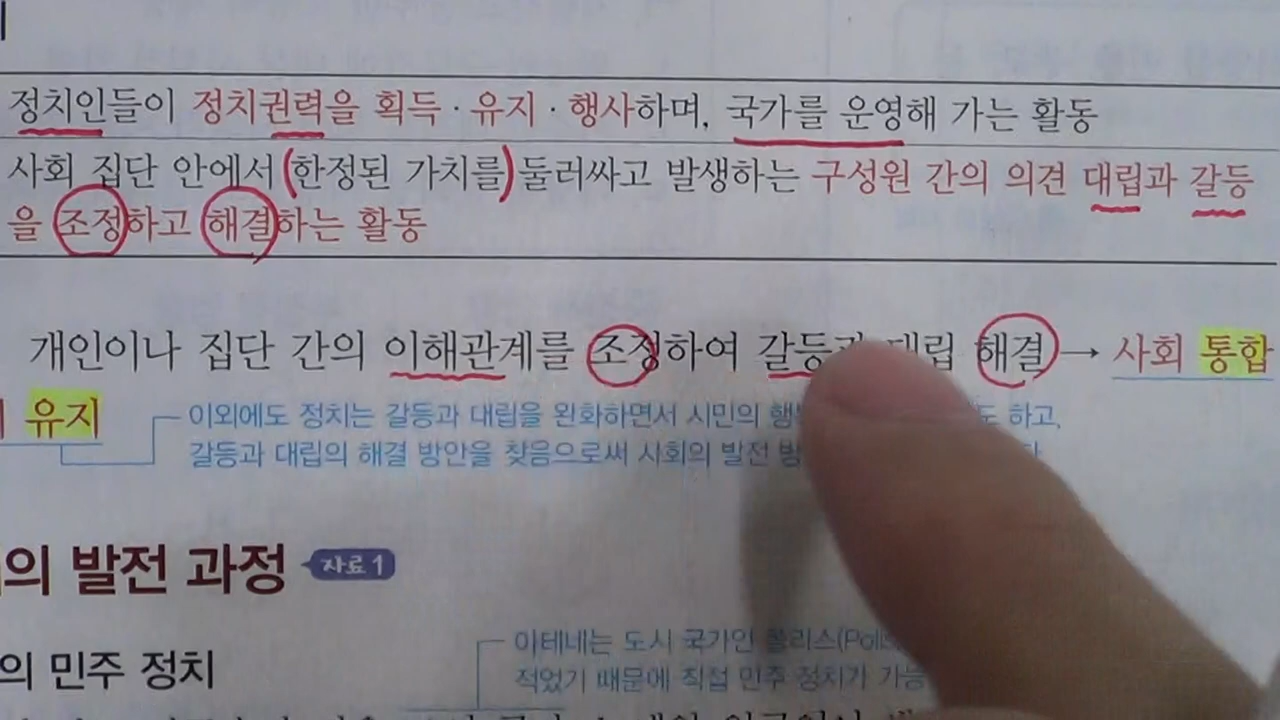 정치인들이 정치권력을 획득 · 유지 · 행사하며, 국가를 운영해 가는 활동
사회 집단 안에서 (한정된 가치를) 둘러싸고 발생하는 구성원 간의 의견 대립과 갈등
을 조정하고 해결하는 활동
개인이나 집단 간의 이해관계를 조정하여 갈등과 대립 해결 → 사회 통합
유지
이외에도 정치는 갈등과 대립을 완화하면서 시민의 하고,
갈등과 대립의 해결 방안을 찾음으로써 사회의 발전
의 발전 과정 자료 1
의 민주 정치
아테네는 도시 국가인 폴리스(Polis
적었기 때문에 직접 민주 정치가 가능